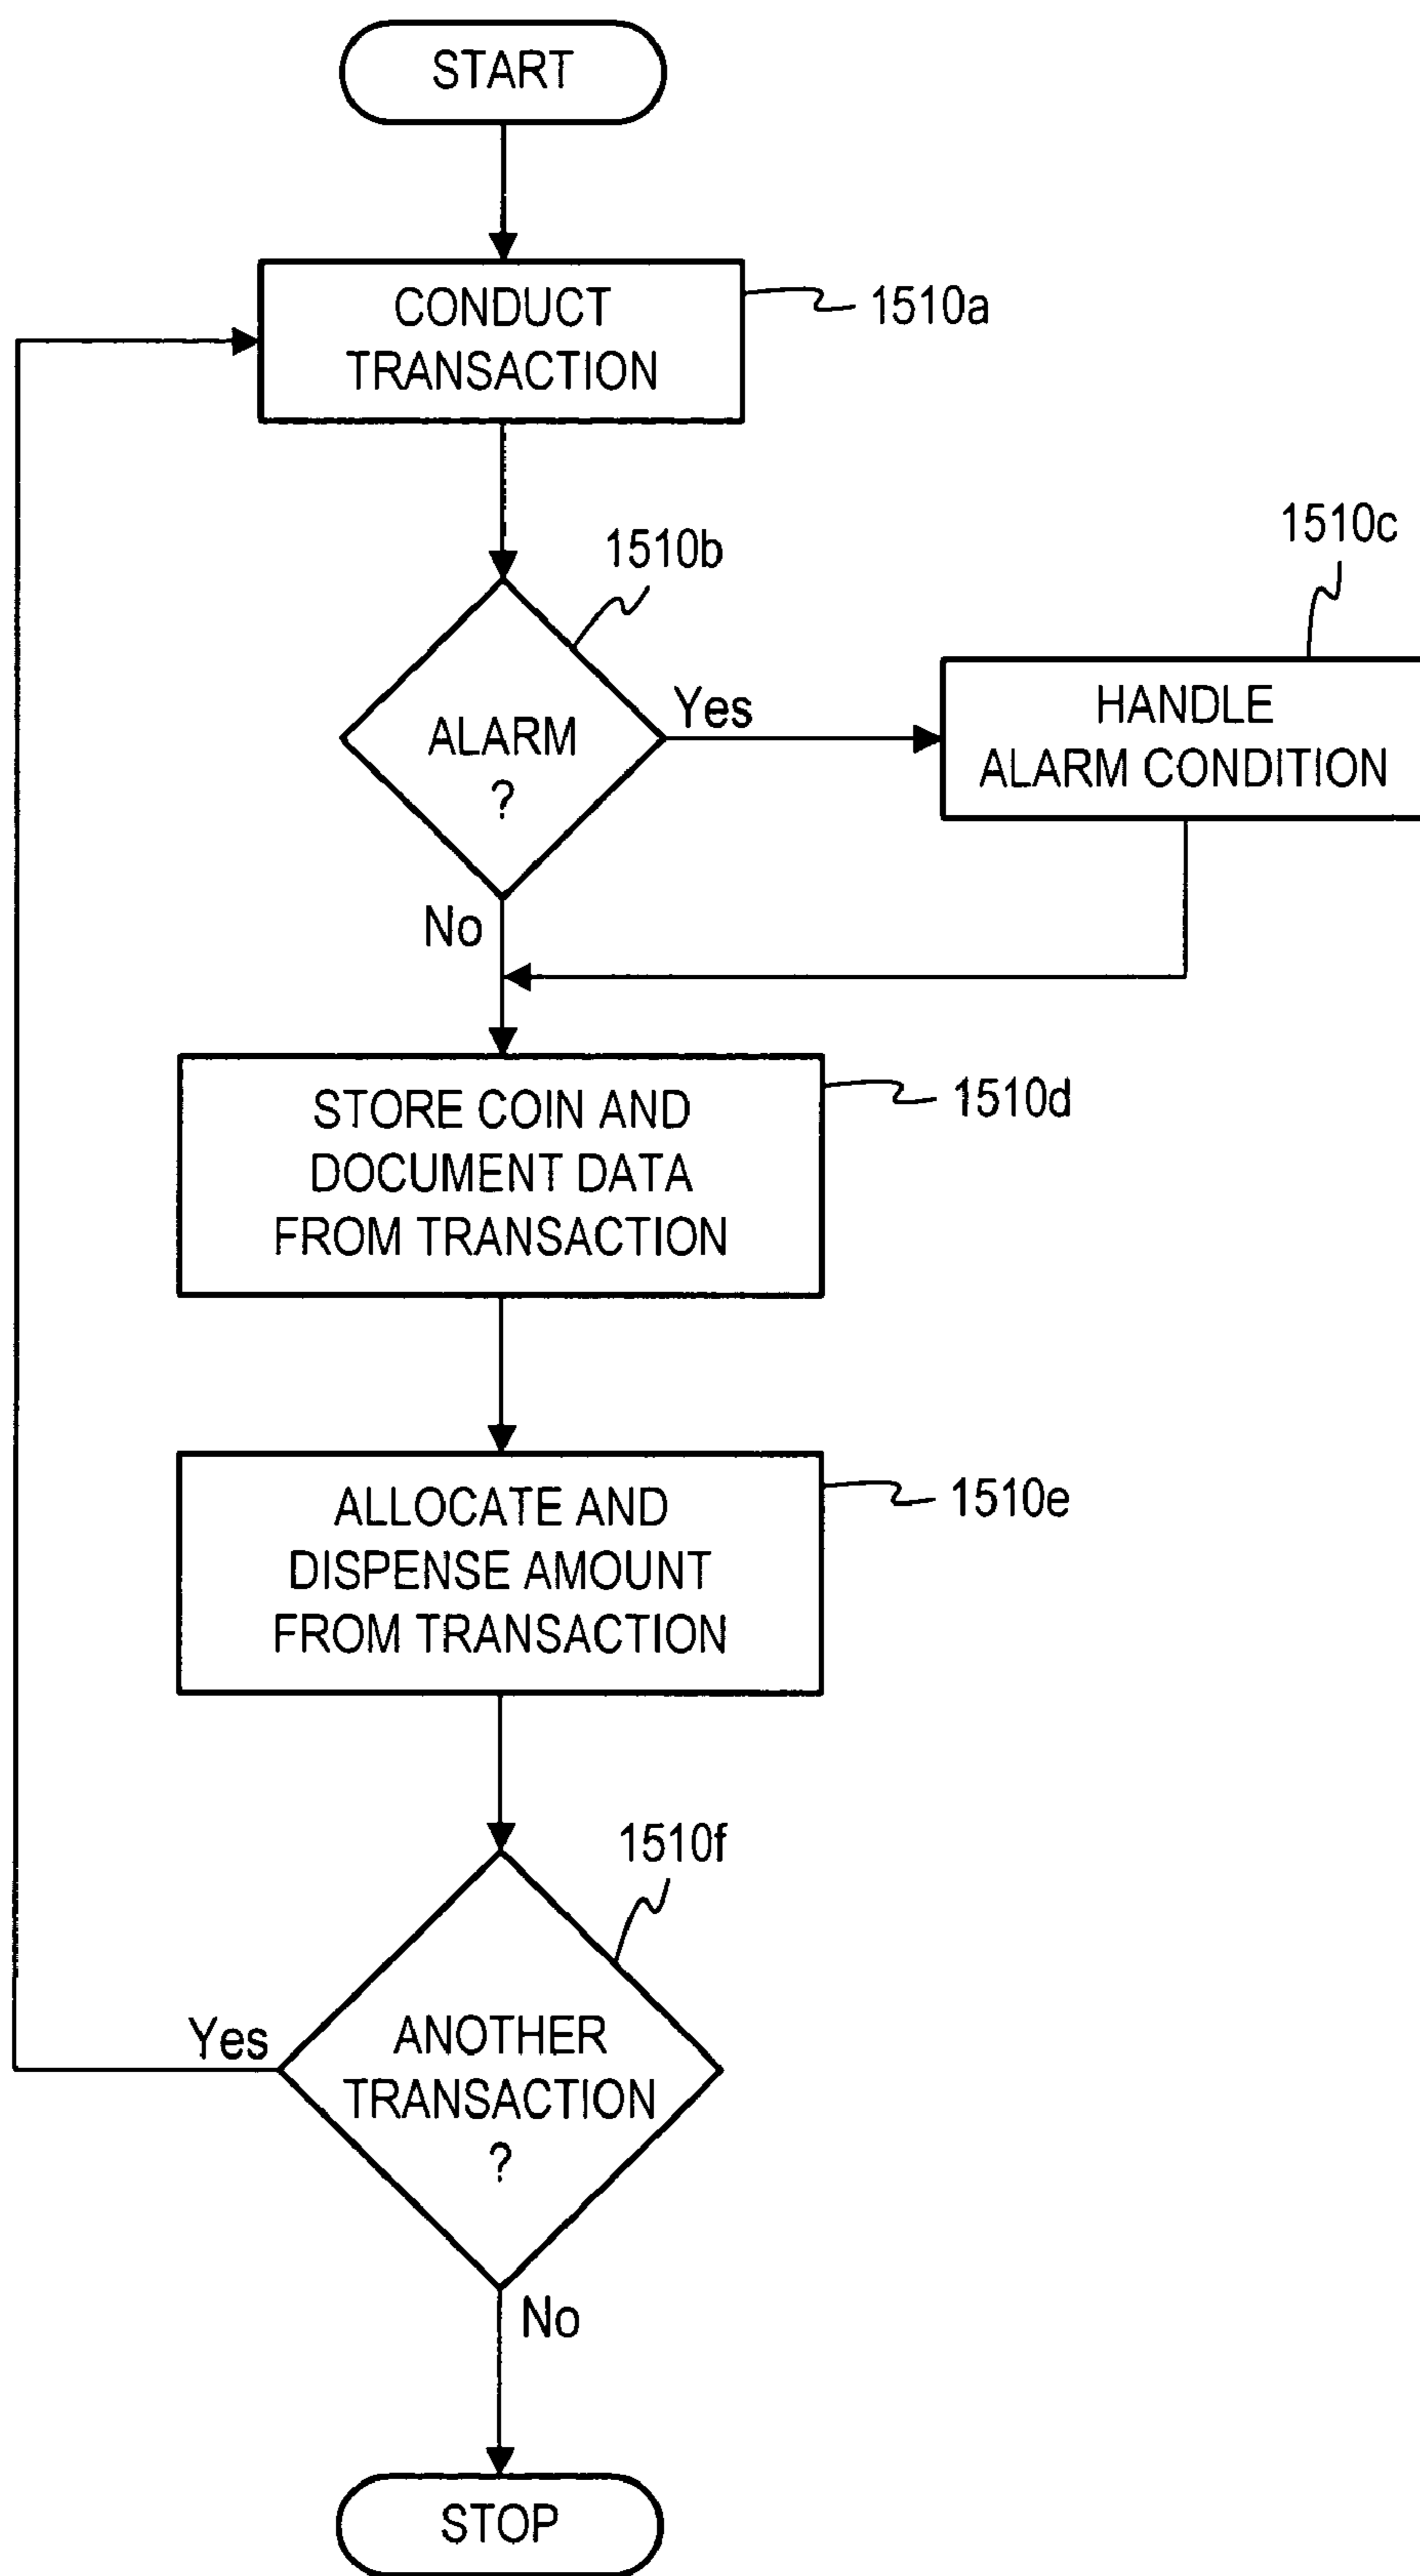 START
CONDUCT
TRANSACTION
1510a
1510b
1510c
ALARM
?
Yes
HANDLE
ALARM CONDITION
No
STORE COIN AND
DOCUMENT DATA
FROM TRANSACTION
1510d
ALLOCATE AND
DISPENSE AMOUNT
FROM TRANSACTION
1510e
1510f
Yes
ANOTHER
TRANSACTION
?
No
STOP